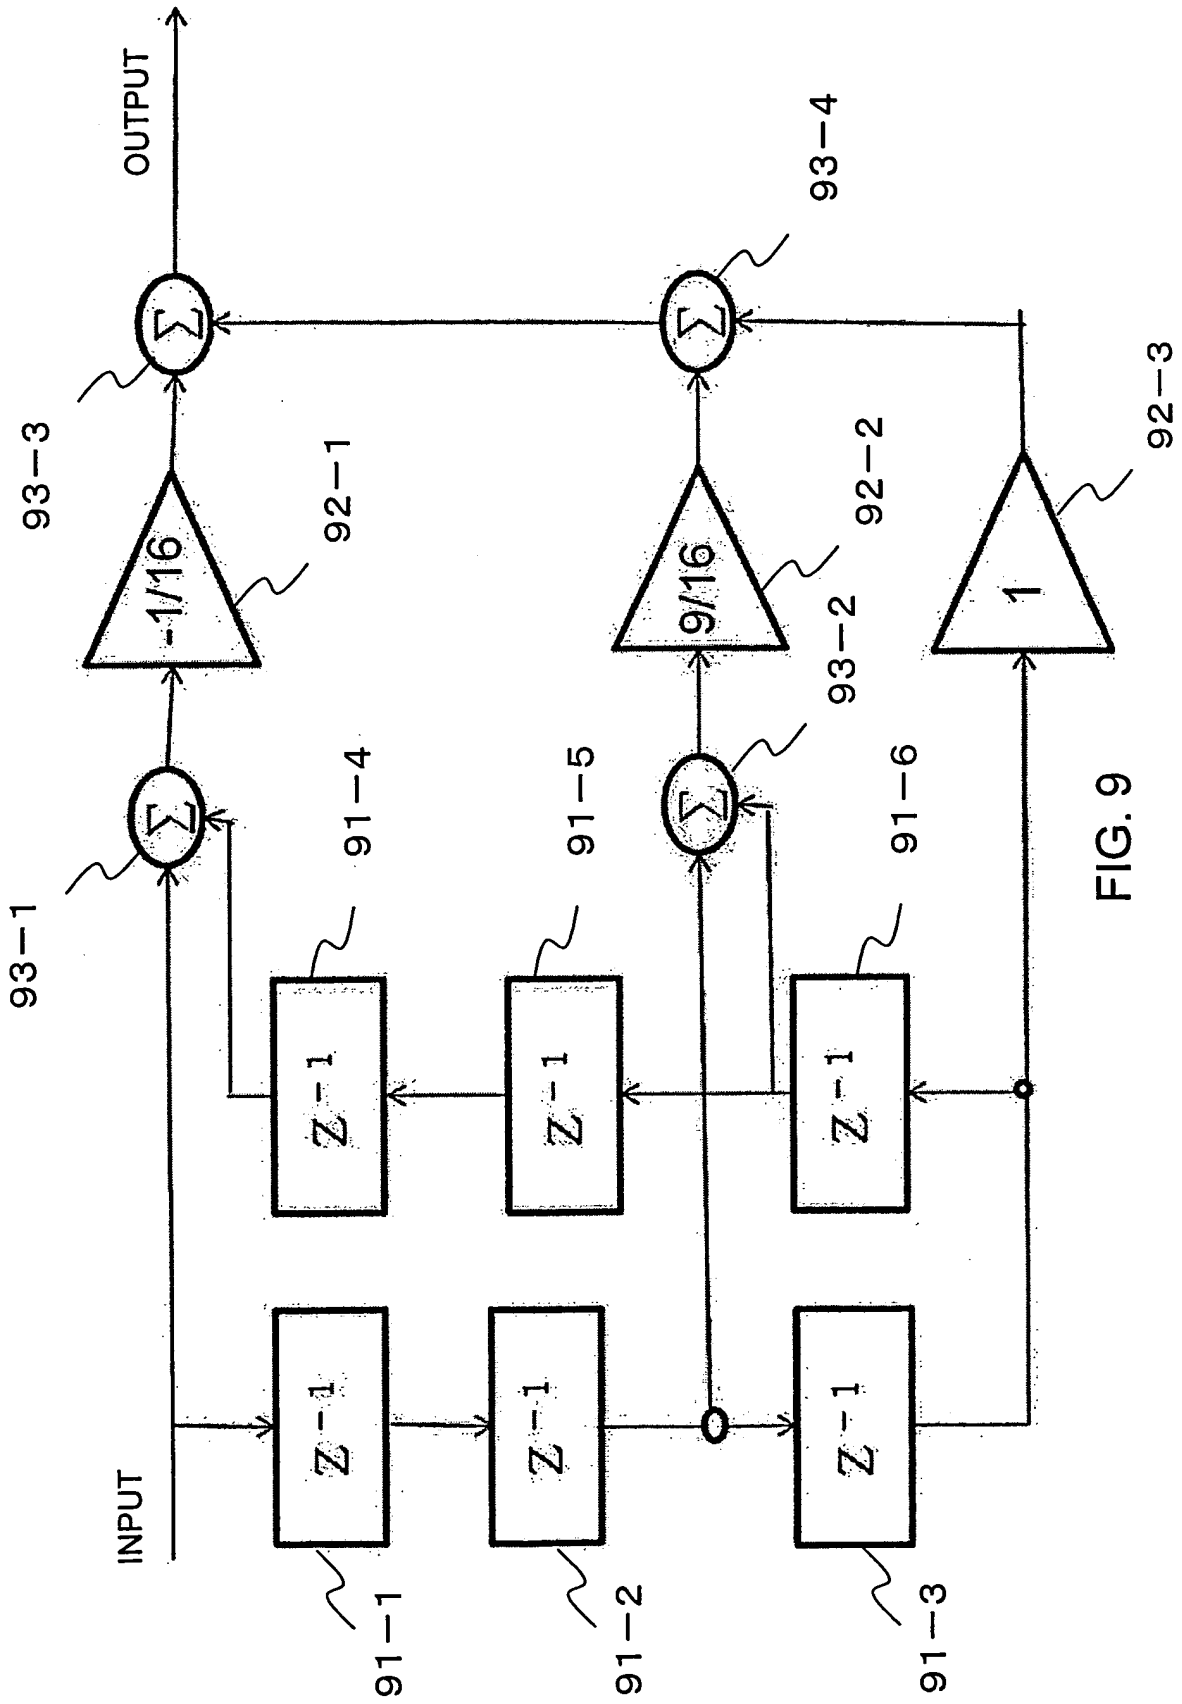 INPUT
OUTPUT
93-1
Σ
-1/16
92-1
93-3
Σ
91-1
Z⁻¹
Z⁻¹
91-4
91-2
Z⁻¹
Z⁻¹
91-5
Σ
93-2
9/16
92-2
Σ
93-4
91-3
Z⁻¹
Z⁻¹
91-6
1
92-3
FIG. 9